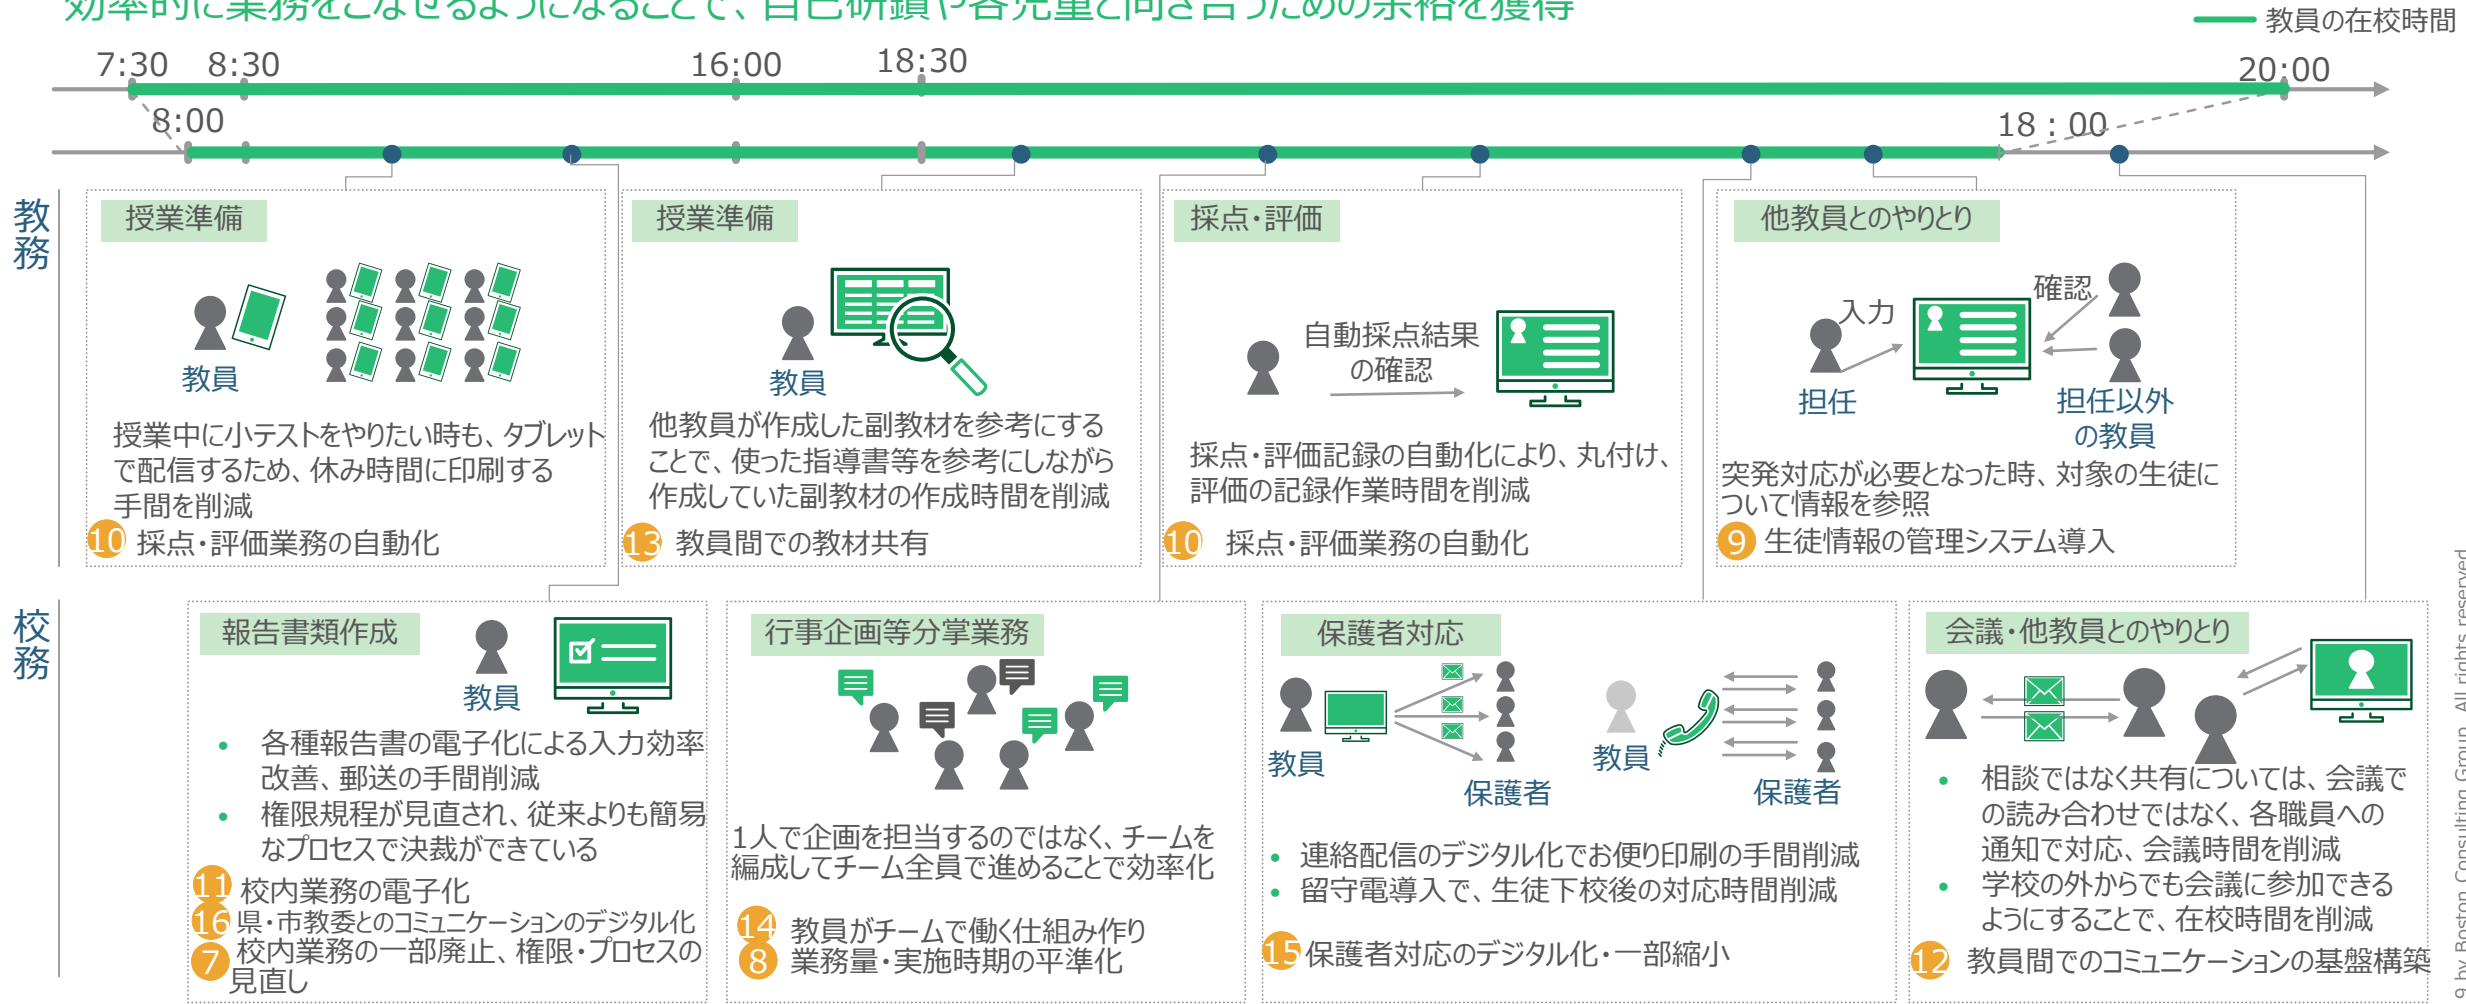 効率的に業務をこなせるようになることで、自己研鑽や各児童と向き合うための余裕を獲得
教員の在校時間
7:30
8:30
16:00
18:30
20:00
8:00
18：00
教務
授業準備
教員
授業中に小テストをやりたい時も、タブレット
で配信するため、休み時間に印刷する
手間を削減
10 採点・評価業務の自動化
授業準備
教員
他教員が作成した副教材を参考にする
ことで、使った指導書等を参考にしながら
作成していた副教材の作成時間を削減
13 教員間での教材共有
採点・評価
自動採点結果
の確認
採点・評価記録の自動化により、丸付け、
評価の記録作業時間を削減
10 採点・評価業務の自動化
他教員とのやりとり
入力
確認
担任
担任以外
の教員
突発対応が必要となった時、対象の生徒に
ついて情報を参照
9 生徒情報の管理システム導入
校務
報告書類作成
教員
• 各種報告書の電子化による入力効率
改善、郵送の手間削減
• 権限規程が見直され、従来よりも簡易
なプロセスで決裁ができている
11 校内業務の電子化
16 県・市教委とのコミュニケーションのデジタル化
7 校内業務の一部廃止、権限・プロセスの
見直し
行事企画等分掌業務
1人で企画を担当するのではなく、チームを
編成してチーム全員で進めることで効率化
14 教員がチームで働く仕組み作り
8 業務量・実施時期の平準化
保護者対応
教員
保護者
教員
保護者
• 連絡配信のデジタル化でお便り印刷の手間削減
• 留守電導入で、生徒下校後の対応時間削減
15 保護者対応のデジタル化・一部縮小
会議・他教員とのやりとり
• 相談ではなく共有については、会議で
の読み合わせではなく、各職員への
通知で対応、会議時間を削減
• 学校の外からでも会議に参加できる
ようにすることで、在校時間を削減
12 教員間でのコミュニケーションの基盤構築
9 by Boston Consulting Group. All rights reserved